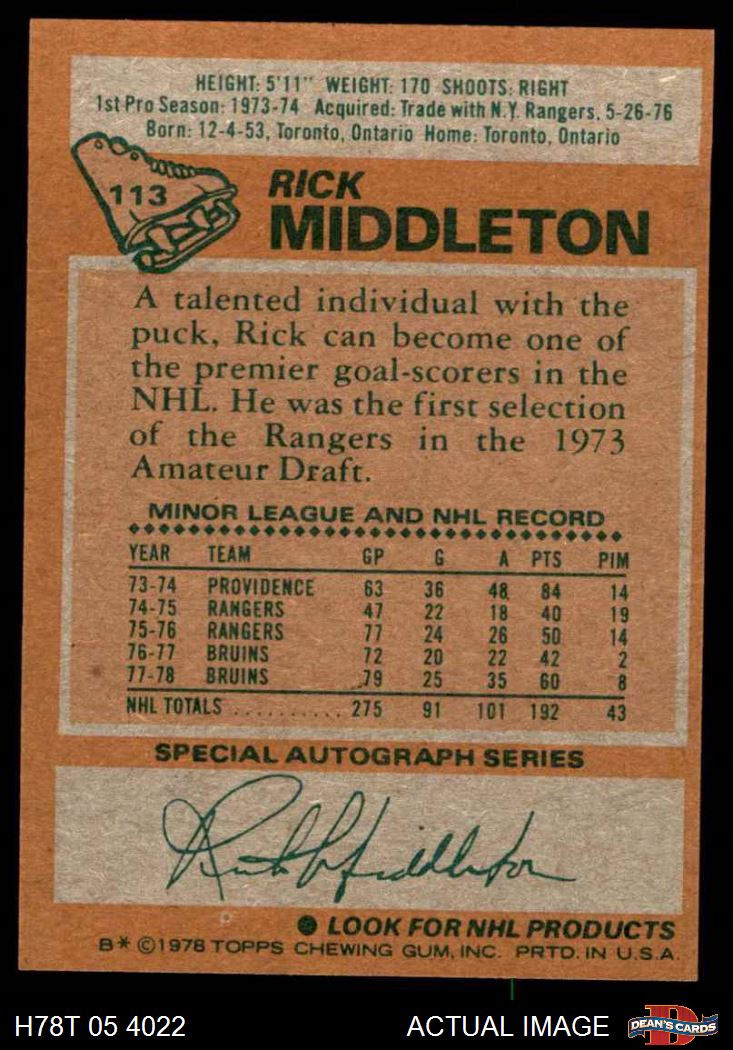 HEIGHT: 5'11" WEIGHT: 170 SHOOTS: RIGHT
1st Pro Season: 1973-74 Acquired: Trade with N.Y. Rangers, 5-26-76
Born: 12-4-53, Toronto, Ontario Home: Toronto, Ontario
113
RICK
MIDDLETON
A talented individual with the
puck, Rick can become one of
the premier goal-scorers in the
NHL. He was the first selection
of the Rangers in the 1973
Amateur Draft.
MINOR LEAGUE AND NHL RECORD
YEAR TEAM GP G A PTS PIM
73-74 PROVIDENCE 63 36 48 84 14
74-75 RANGERS 47 22 18 40 19
75-76 RANGERS 77 24 26 50 14
76-77 BRUINS 72 20 22 42 2
77-78 BRUINS 79 25 35 60 8
NHL TOTALS .......... 275 91 101 192 43
SPECIAL AUTOGRAPH SERIES
Rick Middleton
● LOOK FOR NHL PRODUCTS
B* ©1978 TOPPS CHEWING GUM, INC. PRTD. IN U.S.A.
H78T 05 4022 ACTUAL IMAGE D DEAN'S CARDS